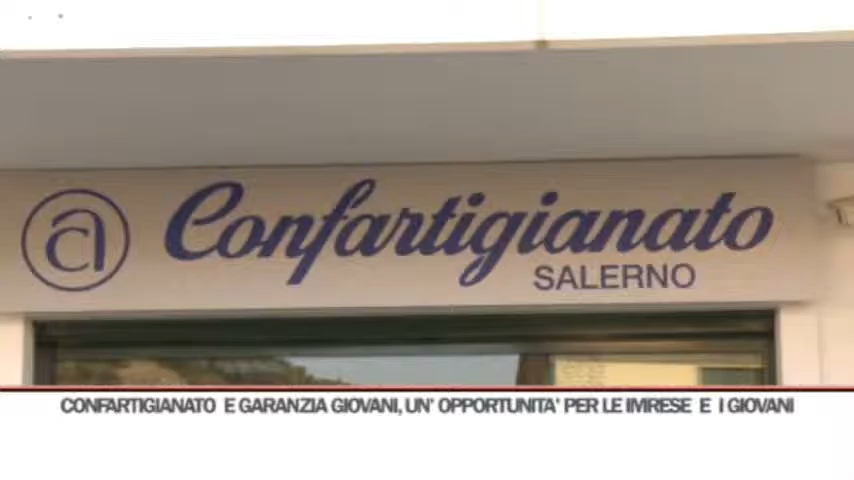 Confartigianato
SALERNO
CONFARTIGIANATO E GARANZIA GIOVANI, UN' OPPORTUNITA' PER LE IMRESE E I GIOVANI